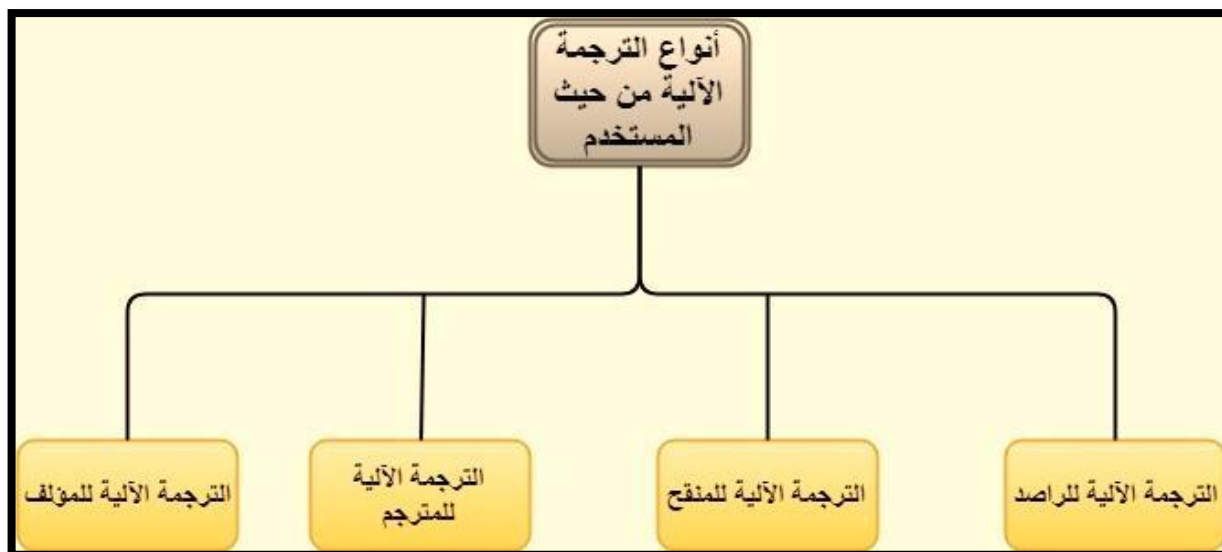 أنواع الترجمة
الآلية من حيث
المستخدم
الترجمة الآلية للراصد
الترجمة الآلية للمنقح
الترجمة الآلية
للمترجم
الترجمة الآلية للمؤلف